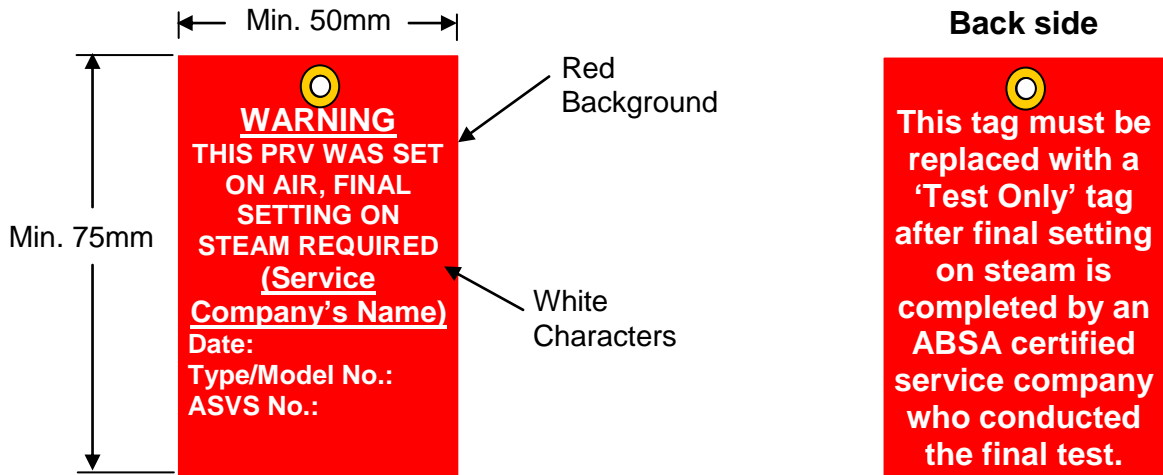 Min. 50mm
Back side
Red
Background
WARNING
THIS PRV WAS SET
ON AIR, FINAL
SETTING ON
STEAM REQUIRED
(Service
Company’s Name)
Date:
Type/Model No.:
ASVS No.:
Min. 75mm
White
Characters
This tag must be
replaced with a
‘Test Only’ tag
after final setting
on steam is
completed by an
ABSA certified
service company
who conducted
the final test.